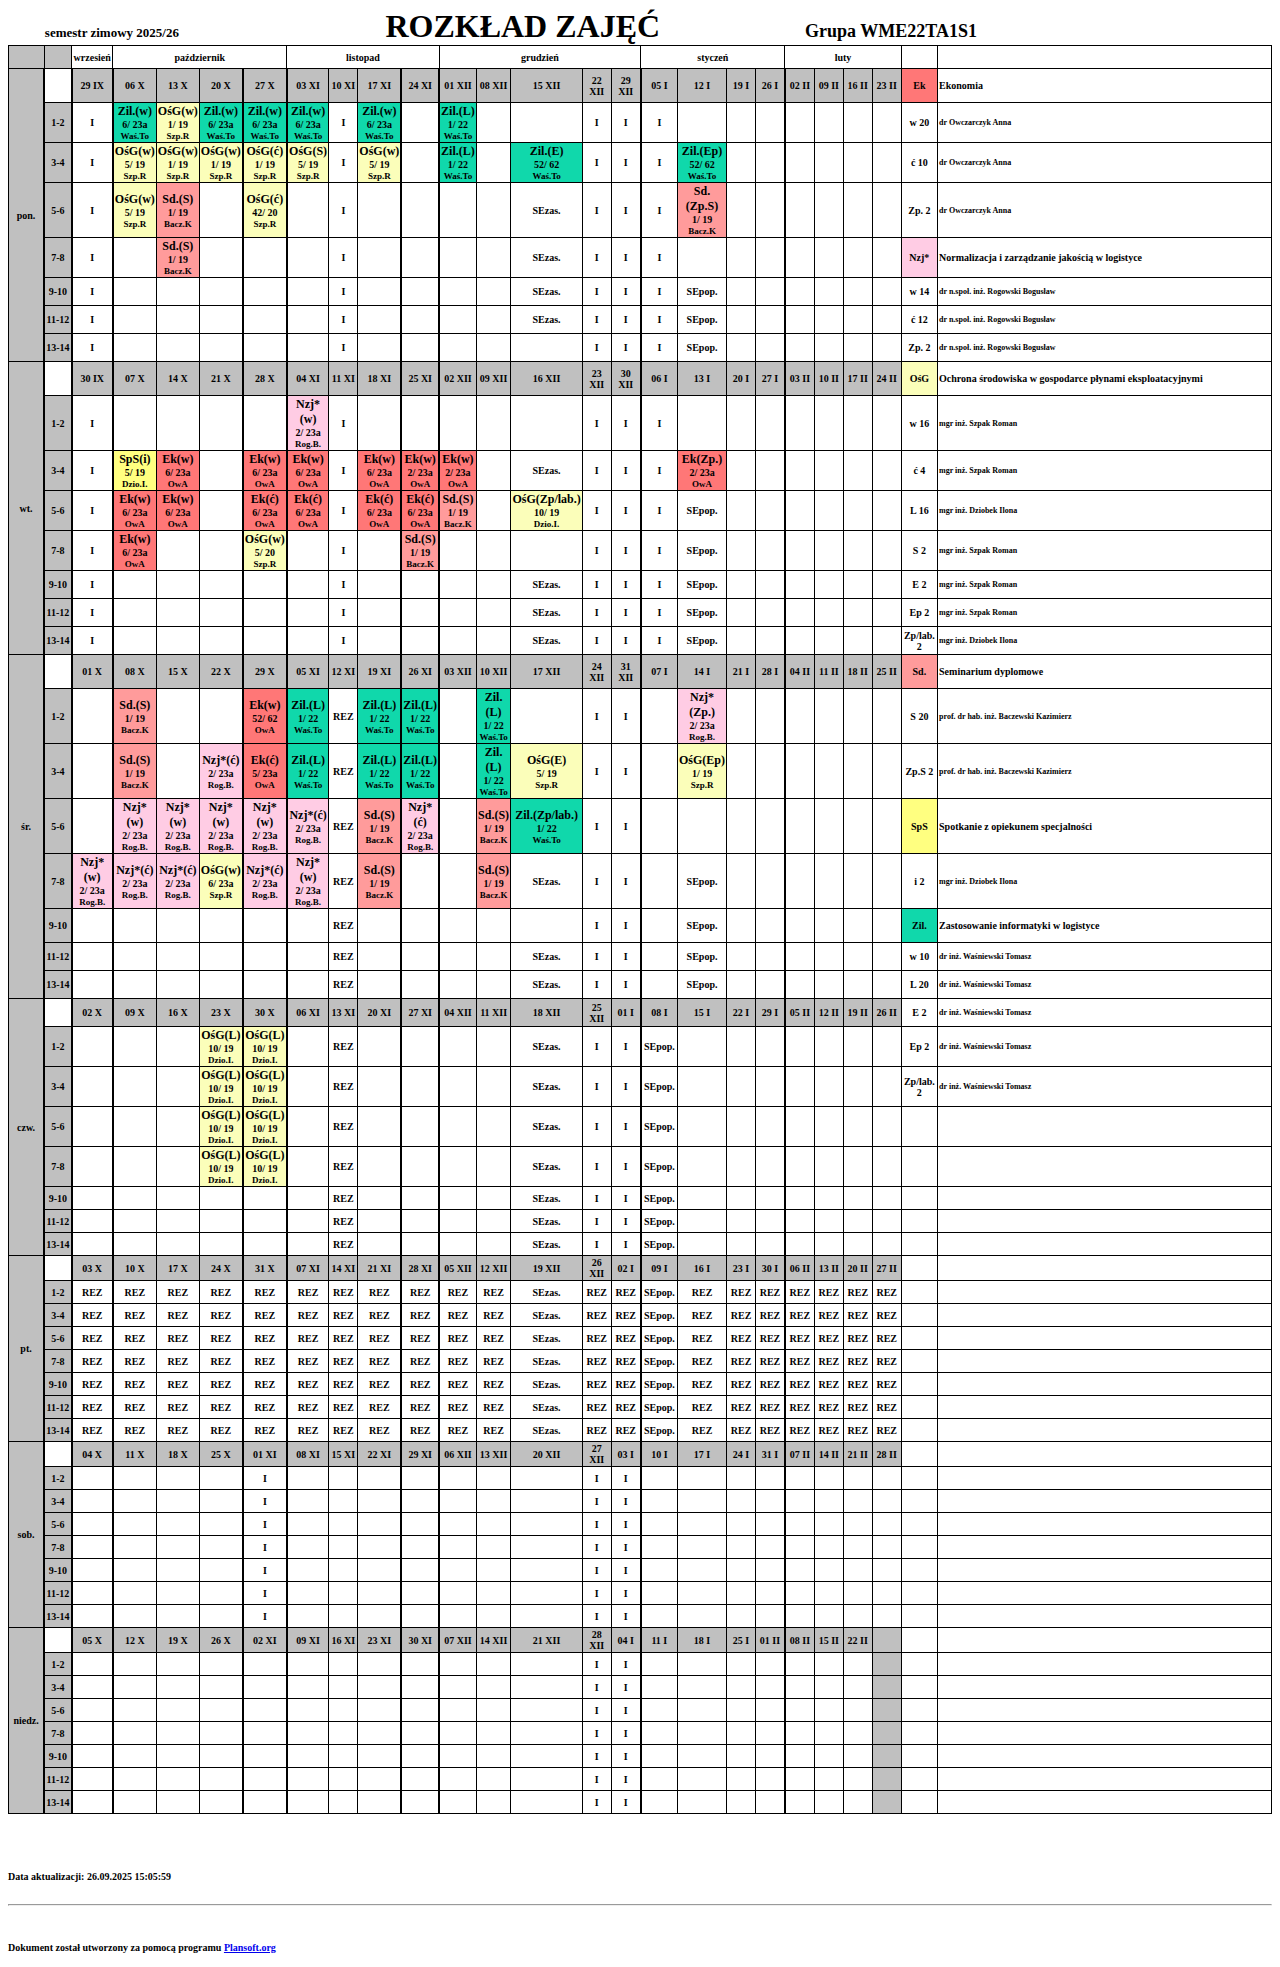 semestr zimowy 2025/26 ROZKŁAD ZAJĘĆ Grupa WME22TA1S1
wrzesień październik listopad grudzień styczeń luty
pon. 29 IX 06 X 13 X 20 X 27 X 03 XI 10 XI 17 XI 24 XI 01 XII 08 XII 15 XII 22 XII 29 XII 05 I 12 I 19 I 26 I 02 II 09 II 16 II 23 II Ek Ekonomia
1-2 I Zil.(w) 6/ 23a Waś.To OśG(w) 1/ 19 Szp.R Zil.(w) 6/ 23a Waś.To Zil.(w) 6/ 23a Waś.To Zil.(w) 6/ 23a Waś.To I Zil.(w) 6/ 23a Waś.To Zil.(L) 1/ 22 Waś.To I I I w 20 dr Owczarczyk Anna
3-4 I OśG(w) 5/ 19 Szp.R OśG(w) 1/ 19 Szp.R OśG(w) 1/ 19 Szp.R OśG(ć) 1/ 19 Szp.R OśG(S) 5/ 19 Szp.R I OśG(w) 5/ 19 Szp.R Zil.(L) 1/ 22 Waś.To Zil.(E) 52/ 62 Waś.To I I I Zil.(Ep) 52/ 62 Waś.To ć 10 dr Owczarczyk Anna
5-6 I OśG(w) 5/ 19 Szp.R Sd.(S) 1/ 19 Bacz.K OśG(ć) 42/ 20 Szp.R I SEzas. I I I Sd.(Zp.S) 1/ 19 Bacz.K Zp. 2 dr Owczarczyk Anna
7-8 I Sd.(S) 1/ 19 Bacz.K I SEzas. I I I Nzj* Normalizacja i zarządzanie jakością w logistyce
9-10 I I SEzas. I I I SEpop. w 14 dr n.społ. inż. Rogowski Bogusław
11-12 I I SEzas. I I I SEpop. ć 12 dr n.społ. inż. Rogowski Bogusław
13-14 I I I I I SEpop. Zp. 2 dr n.społ. inż. Rogowski Bogusław
wt. 30 IX 07 X 14 X 21 X 28 X 04 XI 11 XI 18 XI 25 XI 02 XII 09 XII 16 XII 23 XII 30 XII 06 I 13 I 20 I 27 I 03 II 10 II 17 II 24 II OśG Ochrona środowiska w gospodarce płynami eksploatacyjnymi
1-2 I Nzj*(w) 2/ 23a Rog.B. I I I I w 16 mgr inż. Szpak Roman
3-4 I SpS(i) 5/ 19 Dzio.I. Ek(w) 6/ 23a OwA Ek(w) 6/ 23a OwA Ek(w) 6/ 23a OwA I Ek(w) 6/ 23a OwA Ek(w) 2/ 23a OwA Ek(w) 2/ 23a OwA SEzas. I I I Ek(Zp.) 2/ 23a OwA ć 4 mgr inż. Szpak Roman
5-6 I Ek(w) 6/ 23a OwA Ek(w) 6/ 23a OwA Ek(ć) 6/ 23a OwA Ek(ć) 6/ 23a OwA I Ek(ć) 6/ 23a OwA Ek(ć) 6/ 23a OwA Sd.(S) 1/ 19 Bacz.K OśG(Zp/lab.) 10/ 19 Dzio.I. I I I SEpop. L 16 mgr inż. Dziobek Ilona
7-8 I Ek(w) 6/ 23a OwA OśG(w) 5/ 20 Szp.R I Sd.(S) 1/ 19 Bacz.K I I I SEpop. S 2 mgr inż. Szpak Roman
9-10 I I SEzas. I I I SEpop. E 2 mgr inż. Szpak Roman
11-12 I I SEzas. I I I SEpop. Ep 2 mgr inż. Szpak Roman
13-14 I I SEzas. I I I SEpop. Zp/lab. 2 mgr inż. Dziobek Ilona
śr. 01 X 08 X 15 X 22 X 29 X 05 XI 12 XI 19 XI 26 XI 03 XII 10 XII 17 XII 24 XII 31 XII 07 I 14 I 21 I 28 I 04 II 11 II 18 II 25 II Sd. Seminarium dyplomowe
1-2 Sd.(S) 1/ 19 Bacz.K Ek(w) 52/ 62 OwA Zil.(L) 1/ 22 Waś.To REZ Zil.(L) 1/ 22 Waś.To Zil.(L) 1/ 22 Waś.To Zil.(L) 1/ 22 Waś.To I I Nzj*(Zp.) 2/ 23a Rog.B. S 20 prof. dr hab. inż. Baczewski Kazimierz
3-4 Sd.(S) 1/ 19 Bacz.K Nzj*(ć) 2/ 23a Rog.B. Ek(ć) 5/ 23a OwA Zil.(L) 1/ 22 Waś.To REZ Zil.(L) 1/ 22 Waś.To Zil.(L) 1/ 22 Waś.To Zil.(L) 1/ 22 Waś.To OśG(E) 5/ 19 Szp.R I I OśG(Ep) 1/ 19 Szp.R Zp.S 2 prof. dr hab. inż. Baczewski Kazimierz
5-6 Nzj*(w) 2/ 23a Rog.B. Nzj*(w) 2/ 23a Rog.B. Nzj*(w) 2/ 23a Rog.B. Nzj*(w) 2/ 23a Rog.B. Nzj*(ć) 2/ 23a Rog.B. REZ Sd.(S) 1/ 19 Bacz.K Nzj*(ć) 2/ 23a Rog.B. Sd.(S) 1/ 19 Bacz.K Zil.(Zp/lab.) 1/ 22 Waś.To I I SpS Spotkanie z opiekunem specjalności
7-8 Nzj*(w) 2/ 23a Rog.B. Nzj*(ć) 2/ 23a Rog.B. Nzj*(ć) 2/ 23a Rog.B. OśG(w) 6/ 23a Szp.R Nzj*(ć) 2/ 23a Rog.B. Nzj*(w) 2/ 23a Rog.B. REZ Sd.(S) 1/ 19 Bacz.K Sd.(S) 1/ 19 Bacz.K SEzas. I I SEpop. i 2 mgr inż. Dziobek Ilona
9-10 REZ I I SEpop. Zil. Zastosowanie informatyki w logistyce
11-12 REZ SEzas. I I SEpop. w 10 dr inż. Waśniewski Tomasz
13-14 REZ SEzas. I I SEpop. L 20 dr inż. Waśniewski Tomasz
czw. 02 X 09 X 16 X 23 X 30 X 06 XI 13 XI 20 XI 27 XI 04 XII 11 XII 18 XII 25 XII 01 I 08 I 15 I 22 I 29 I 05 II 12 II 19 II 26 II E 2 dr inż. Waśniewski Tomasz
1-2 OśG(L) 10/ 19 Dzio.I. OśG(L) 10/ 19 Dzio.I. REZ SEzas. I I SEpop. Ep 2 dr inż. Waśniewski Tomasz
3-4 OśG(L) 10/ 19 Dzio.I. OśG(L) 10/ 19 Dzio.I. REZ SEzas. I I SEpop. Zp/lab. 2 dr inż. Waśniewski Tomasz
5-6 OśG(L) 10/ 19 Dzio.I. OśG(L) 10/ 19 Dzio.I. REZ SEzas. I I SEpop.
7-8 OśG(L) 10/ 19 Dzio.I. OśG(L) 10/ 19 Dzio.I. REZ SEzas. I I SEpop.
9-10 REZ SEzas. I I SEpop.
11-12 REZ SEzas. I I SEpop.
13-14 REZ SEzas. I I SEpop.
pt. 03 X 10 X 17 X 24 X 31 X 07 XI 14 XI 21 XI 28 XI 05 XII 12 XII 19 XII 26 XII 02 I 09 I 16 I 23 I 30 I 06 II 13 II 20 II 27 II
1-2 REZ REZ REZ REZ REZ REZ REZ REZ REZ REZ REZ SEzas. REZ REZ SEpop. REZ REZ REZ REZ REZ REZ REZ
3-4 REZ REZ REZ REZ REZ REZ REZ REZ REZ REZ REZ SEzas. REZ REZ SEpop. REZ REZ REZ REZ REZ REZ REZ
5-6 REZ REZ REZ REZ REZ REZ REZ REZ REZ REZ REZ SEzas. REZ REZ SEpop. REZ REZ REZ REZ REZ REZ REZ
7-8 REZ REZ REZ REZ REZ REZ REZ REZ REZ REZ REZ SEzas. REZ REZ SEpop. REZ REZ REZ REZ REZ REZ REZ
9-10 REZ REZ REZ REZ REZ REZ REZ REZ REZ REZ REZ SEzas. REZ REZ SEpop. REZ REZ REZ REZ REZ REZ REZ
11-12 REZ REZ REZ REZ REZ REZ REZ REZ REZ REZ REZ SEzas. REZ REZ SEpop. REZ REZ REZ REZ REZ REZ REZ
13-14 REZ REZ REZ REZ REZ REZ REZ REZ REZ REZ REZ SEzas. REZ REZ SEpop. REZ REZ REZ REZ REZ REZ REZ
sob. 04 X 11 X 18 X 25 X 01 XI 08 XI 15 XI 22 XI 29 XI 06 XII 13 XII 20 XII 27 XII 03 I 10 I 17 I 24 I 31 I 07 II 14 II 21 II 28 II
1-2 I I I
3-4 I I I
5-6 I I I
7-8 I I I
9-10 I I I
11-12 I I I
13-14 I I I
niedz. 05 X 12 X 19 X 26 X 02 XI 09 XI 16 XI 23 XI 30 XI 07 XII 14 XII 21 XII 28 XII 04 I 11 I 18 I 25 I 01 II 08 II 15 II 22 II
1-2 I I
3-4 I I
5-6 I I
7-8 I I
9-10 I I
11-12 I I
13-14 I I
Data aktualizacji: 26.09.2025 15:05:59
Dokument został utworzony za pomocą programu Plansoft.org